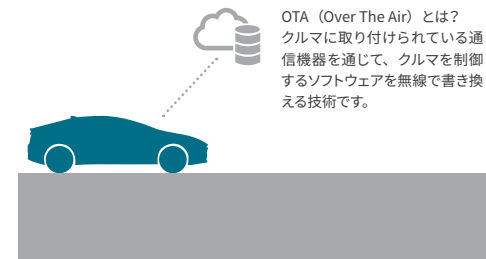 OTA（Over The Air）とは？
クルマに取り付けられている通
信機器を通じて、クルマを制御
するソフトウェアを無線で書き換
える技術です。